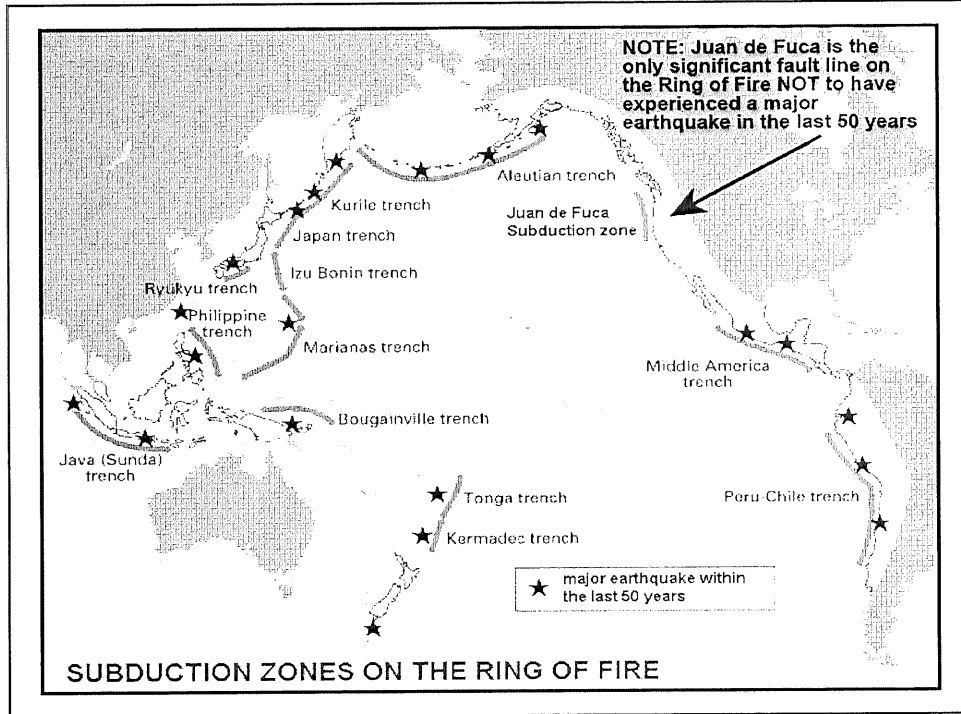 NOTE: Juan de Fuca is the
only significant fault line on
the Ring of Fire NOT to have
experienced a major
earthquake in the last 50 years
Aleutian trench
Kurile trench
Juan de Fuca
Subduction zone
Japan trench
Izu Bonin trench
Ryukyu trench
Philippine
trench
Marianas trench
Middle America
trench
Bougainville trench
Java (Sunda)
trench
Peru-Chile trench
Tonga trench
Kermadec trench
major earthquake within
the last 50 years
SUBDUCTION ZONES ON THE RING OF FIRE